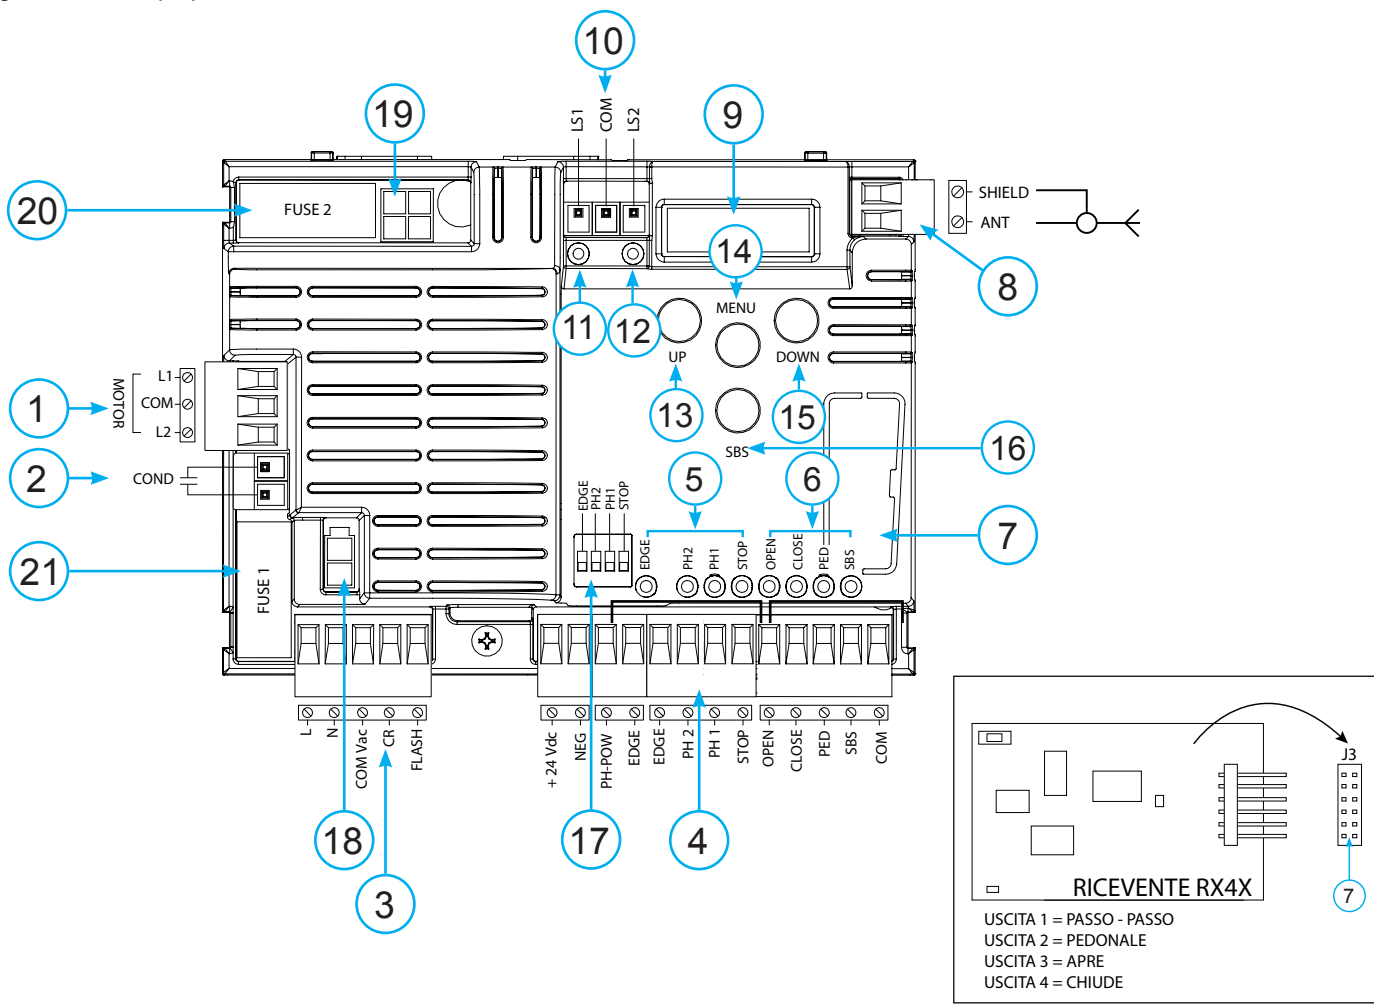 10
LS1
COM
LS2
19
9
20
FUSE 2
SHIELD
ANT
14
8
MENU
11
12
UP
DOWN
13
15
1
MOTOR
L1
COM
L2
2
COND
SBS
16
5
6
7
EDGE
PH2
PH1
STOP
EDGE
PH2
PH1
STOP
OPEN
CLOSE
PED
SBS
21
FUSE 1
L
N
COM Vac
CR
FLASH
+ 24 Vdc
NEG
PH-POW
EDGE
EDGE
PH 2
PH 1
STOP
OPEN
CLOSE
PED
SBS
COM
18
3
17
4
J3
7
RICEVENTE RX4X
USCITA 1 = PASSO - PASSO
USCITA 2 = PEDONALE
USCITA 3 = APRE
USCITA 4 = CHIUDE